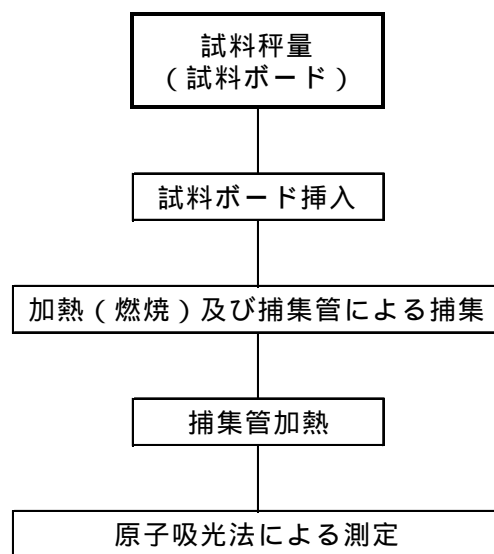 試料秤量
(試料ボード)
試料ボード挿入
加熱(燃焼)及び捕集管による捕集
捕集管加熱
原子吸光法による測定